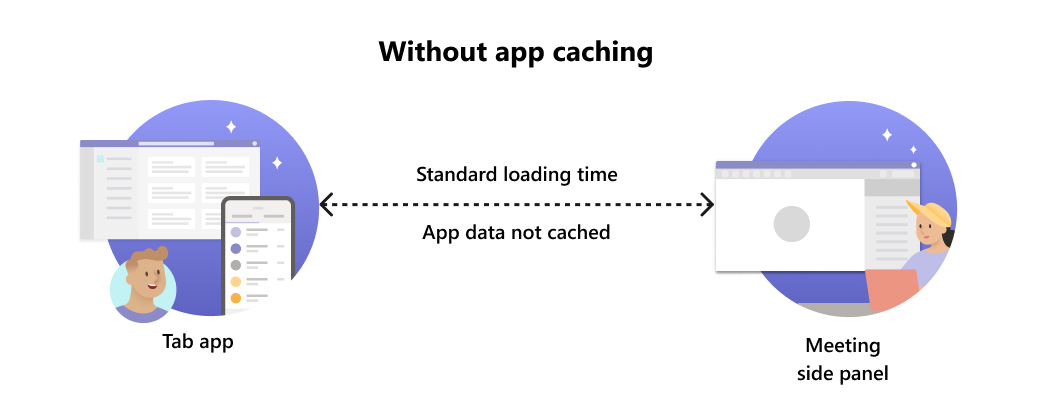 Without app caching
Standard loading time
App data not cached
Tab app
Meeting
side panel